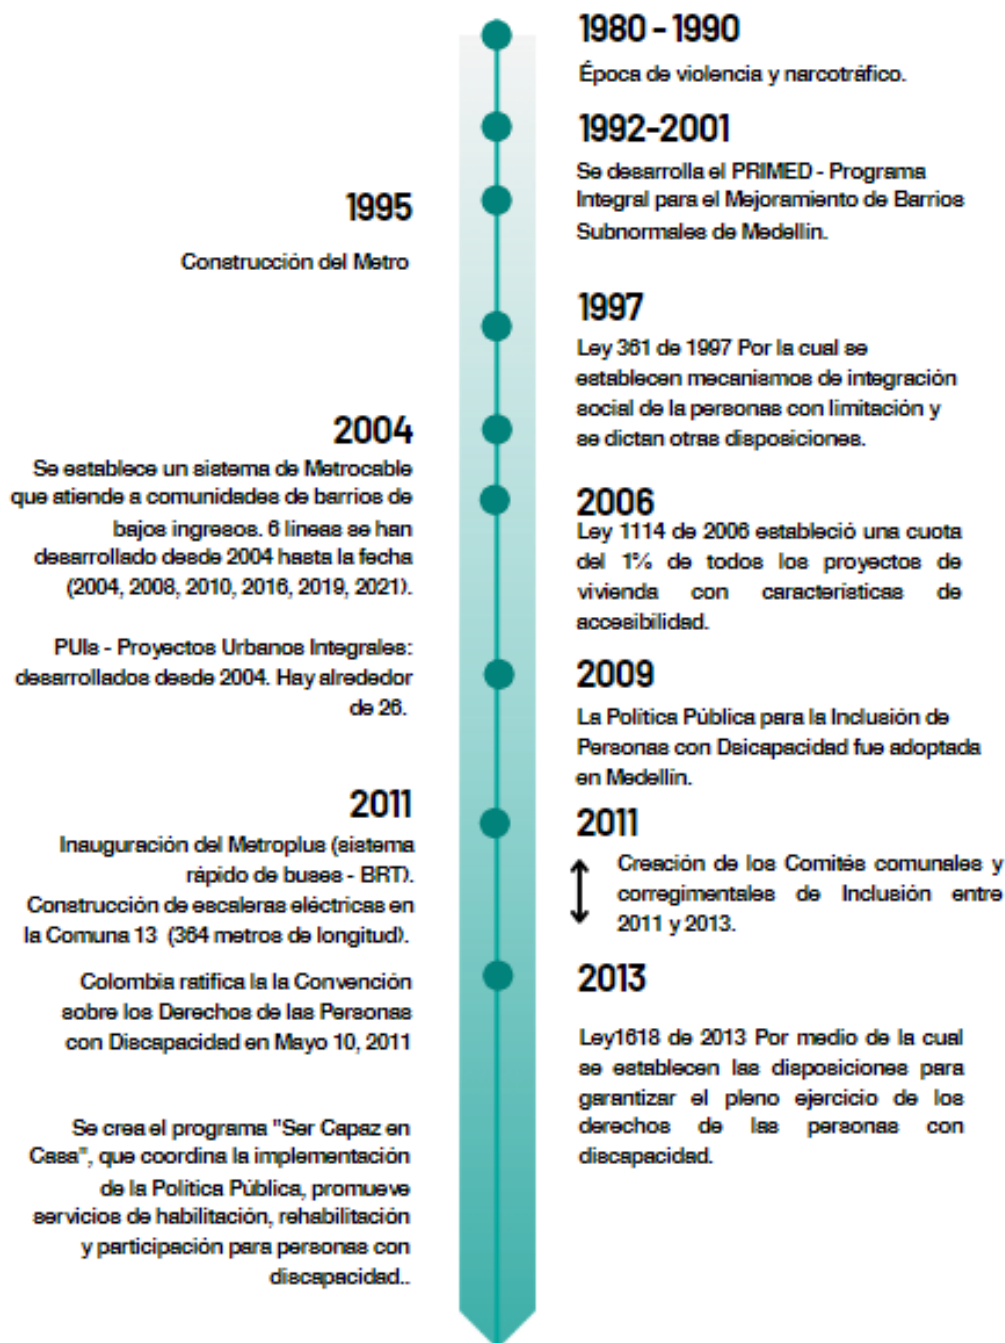 1980 - 1990
Época de violencia y narcotráfico.
1992-2001
Se desarrolla el PRIMED - Programa
Integral para el Mejoramiento de Barrios
Subnormales de Medellín.
1995
Construcción del Metro
1997
Ley 361 de 1997 Por la cual se
establecen mecanismos de integración
social de la personas con limitación y
se dictan otras disposiciones.
2004
Se establece un sistema de Metrocable
que atiende a comunidades de barrios de
bajos ingresos. 6 líneas se han
desarrollado desde 2004 hasta la fecha
(2004, 2008, 2010, 2016, 2019, 2021).
PUIs - Proyectos Urbanos Integrales:
desarrollados desde 2004. Hay alrededor
de 26.
2006
Ley 1114 de 2006 estableció una cuota
del 1% de todos los proyectos de
vivienda con características de
accesibilidad.
2009
La Política Pública para la Inclusión de
Personas con Dsicapacidad fue adoptada
en Medellín.
2011
Inauguración del Metroplus (sistema
rápido de buses - BRT).
Construcción de escaleras eléctricas en
la Comuna 13 (364 metros de longitud).
Colombia ratifica la la Convención
sobre los Derechos de las Personas
con Discapacidad en Mayo 10, 2011
Se crea el programa "Ser Capaz en
Casa", que coordina la implementación
de la Política Pública, promueve
servicios de habilitación, rehabilitación
y participación para personas con
discapacidad..
2011
Creación de los Comités comunales y
corregimentales de Inclusión entre
2011 y 2013.
2013
Ley1618 de 2013 Por medio de la cual
se establecen las disposiciones para
garantizar el pleno ejercicio de los
derechos de las personas con
discapacidad.